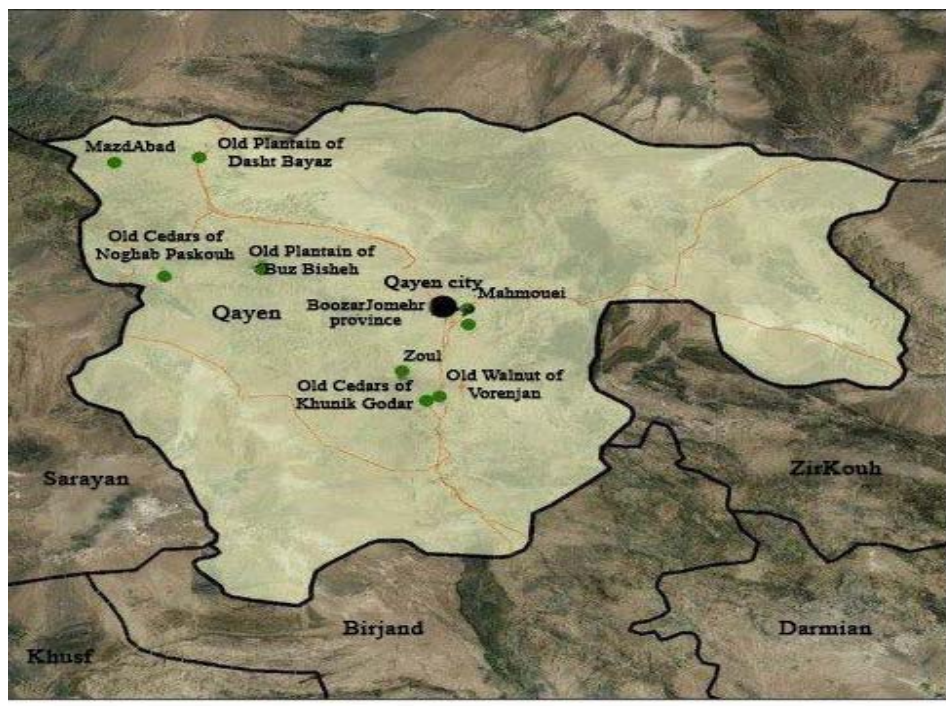 MazdAbad
Old Plantain of
Dasht Bayaz
Old Cedars of
Noghab Paskouh
Old Plantain of
Buz Bisheh
Qayen city
Mahmouei
BoozarJomehr
province
Qayen
Zoul
Old Cedars of
Khunik Godar
Old Walnut of
Vorenjan
Sarayan
ZirKouh
Birjand
Darmian
Khusf